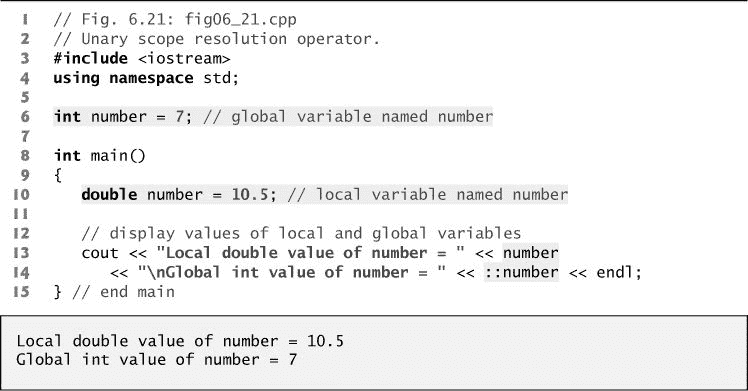 1 // Fig. 6.21: fig06_21.cpp
2 // Unary scope resolution operator.
3 #include <iostream>
4 using namespace std;
5
6 int number = 7; // global variable named number
7
8 int main()
9 {
10    double number = 10.5; // local variable named number
11
12    // display values of local and global variables
13    cout << "Local double value of number = " << number
14       << "\nGlobal int value of number = " << ::number << endl;
15 } // end main
Local double value of number = 10.5
Global int value of number = 7